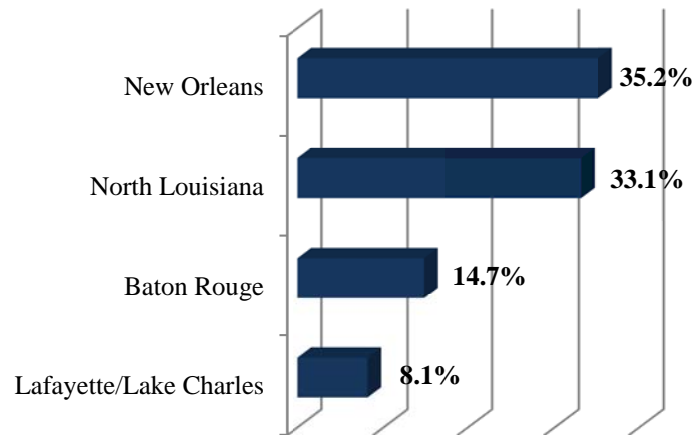 New Orleans
35.2%
North Louisiana
33.1%
Baton Rouge
14.7%
Lafayette/Lake Charles
8.1%